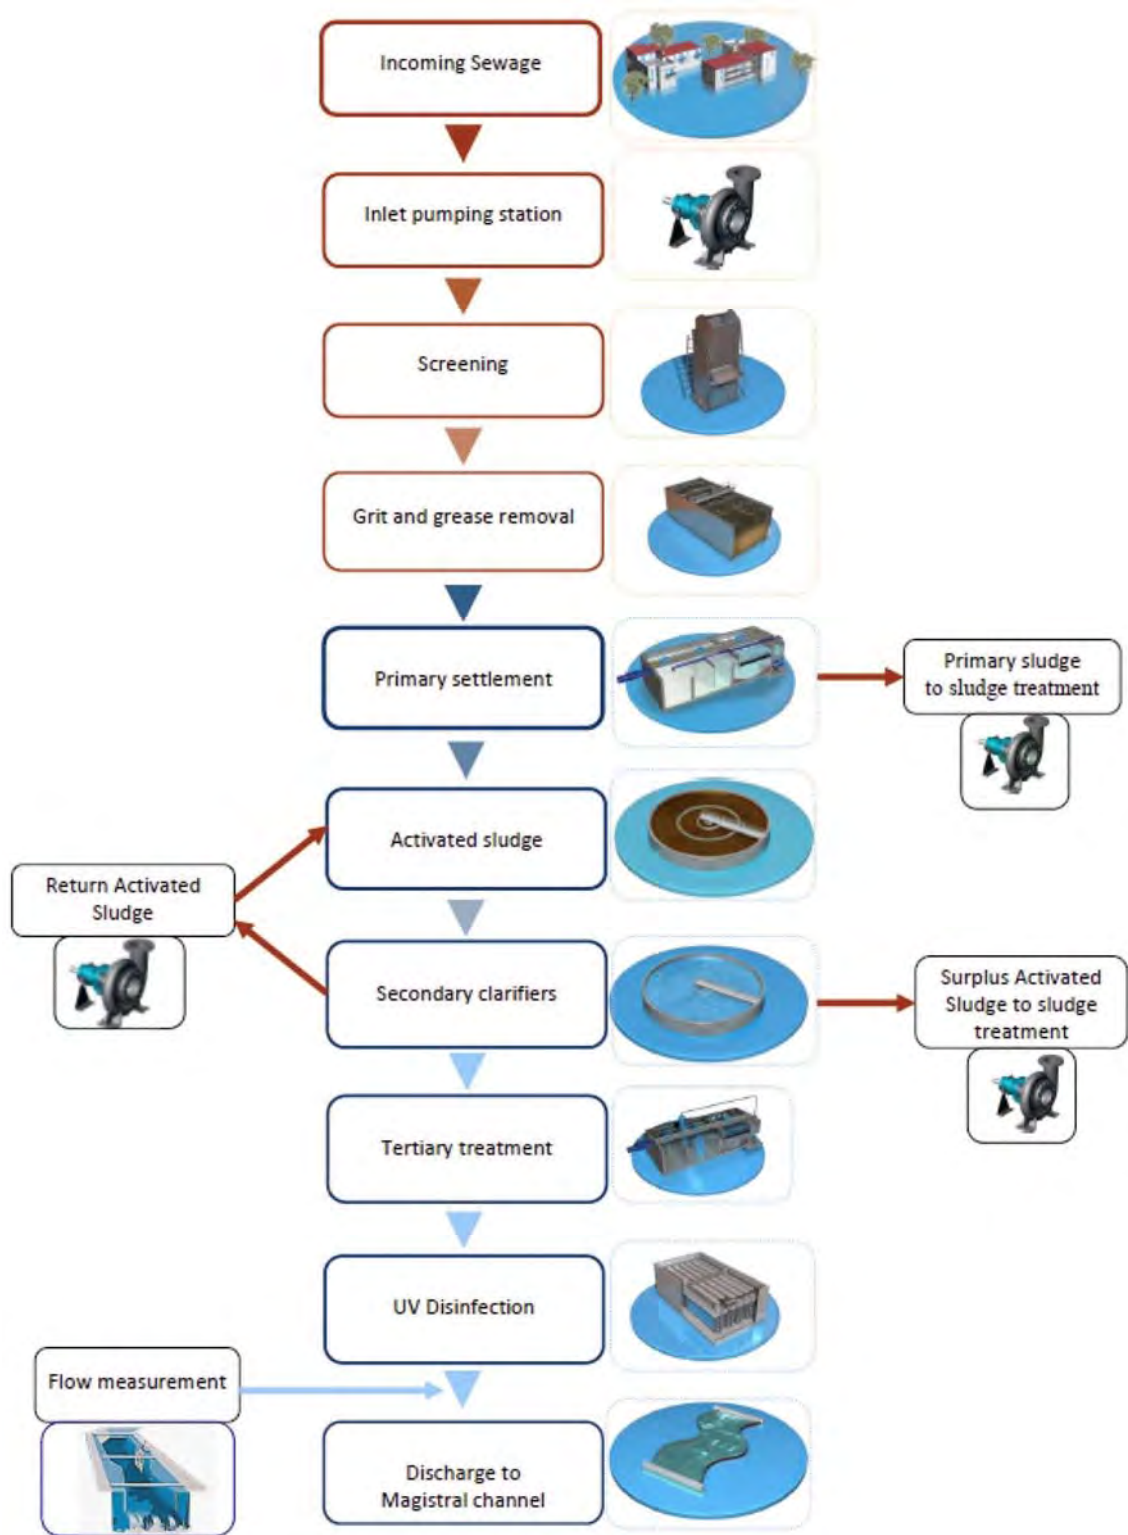 Incoming Sewage
Inlet pumping station
Screening
Grit and grease removal
Primary settlement
Primary sludge
to sludge treatment
Activated sludge
Return Activated
Sludge
Secondary clarifiers
Surplus Activated
Sludge to sludge
treatment
Tertiary treatment
UV Disinfection
Flow measurement
Discharge to
Magistral channel